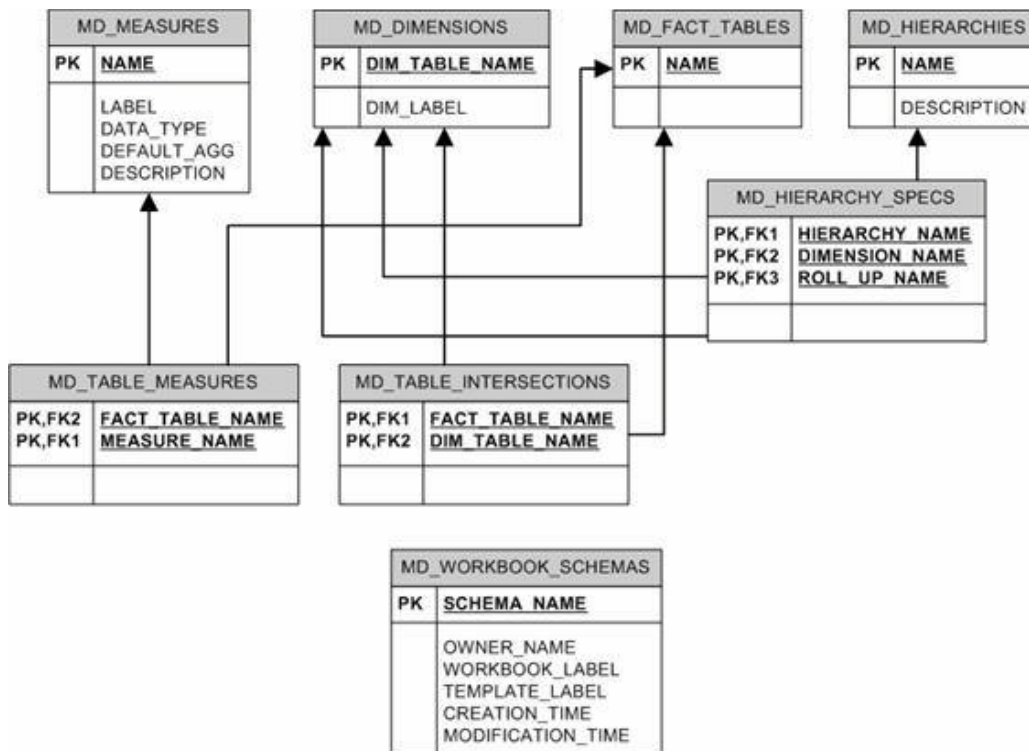 MD_MEASURES
PK NAME
LABEL
DATA_TYPE
DEFAULT_AGG
DESCRIPTION
MD_DIMENSIONS
PK DIM_TABLE_NAME
DIM_LABEL
MD_FACT_TABLES
PK NAME
MD_HIERARCHIES
PK NAME
DESCRIPTION
MD_HIERARCHY_SPECS
PK,FK1 HIERARCHY_NAME
PK,FK2 DIMENSION_NAME
PK,FK3 ROLL_UP_NAME
MD_TABLE_MEASURES
PK,FK2 FACT_TABLE_NAME
PK,FK1 MEASURE_NAME
MD_TABLE_INTERSECTIONS
PK,FK1 FACT_TABLE_NAME
PK,FK2 DIM_TABLE_NAME
MD_WORKBOOK_SCHEMAS
PK SCHEMA_NAME
OWNER_NAME
WORKBOOK_LABEL
TEMPLATE_LABEL
CREATION_TIME
MODIFICATION_TIME